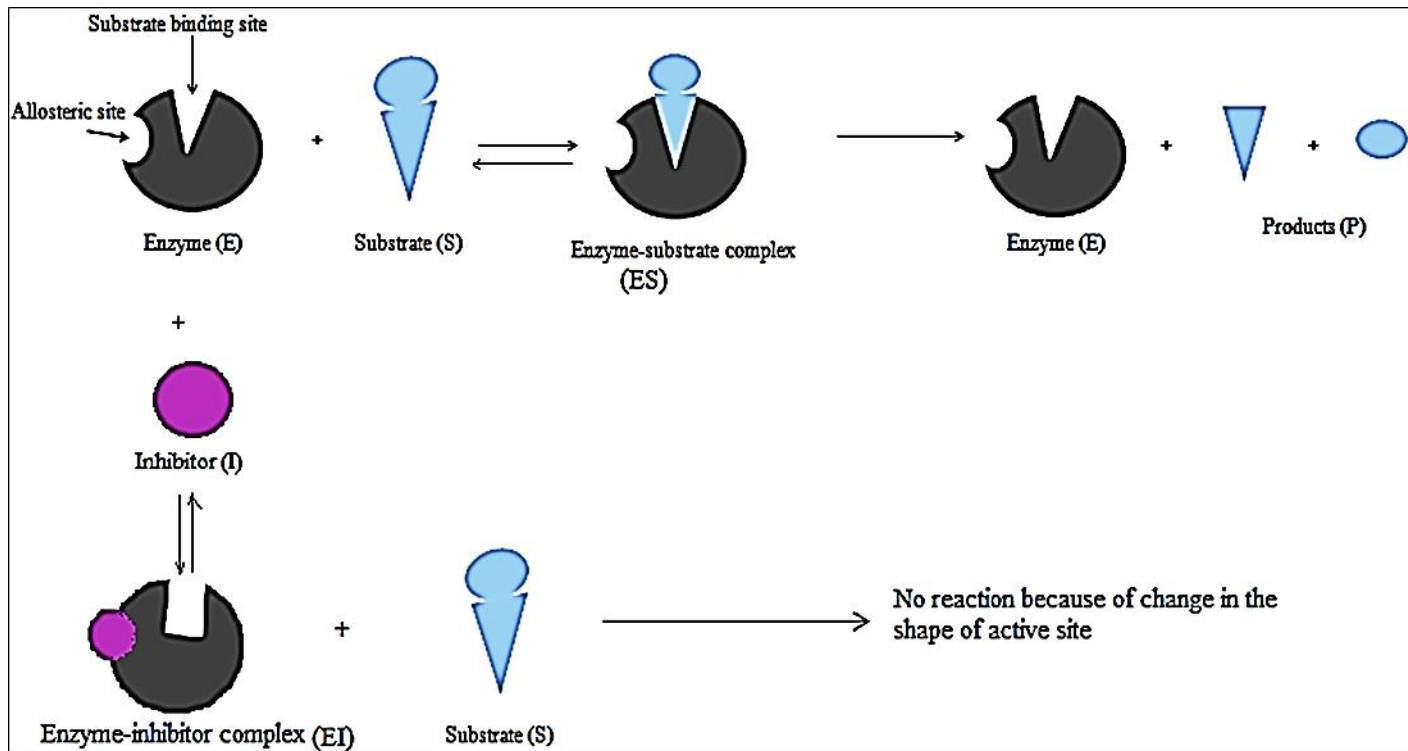 Substrate binding site
Allosteric site
+
+
+
Enzyme (E)
Substrate (S)
Enzyme-substrate complex
(ES)
Enzyme (E)
Products (P)
+
Inhibitor (I)
+
No reaction because of change in the
shape of active site
Enzyme-inhibitor complex (EI)
Substrate (S)